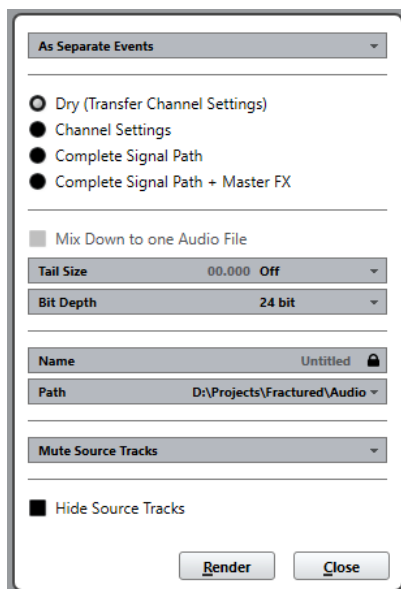 As Separate Events
Dry (Transfer Channel Settings)
Channel Settings
Complete Signal Path
Complete Signal Path + Master FX
Mix Down to one Audio File
Tail Size 00.000 Off
Bit Depth 24 bit
Name Untitled
Path D:\Projects\Fractured\Audio
Mute Source Tracks
Hide Source Tracks
Render Close